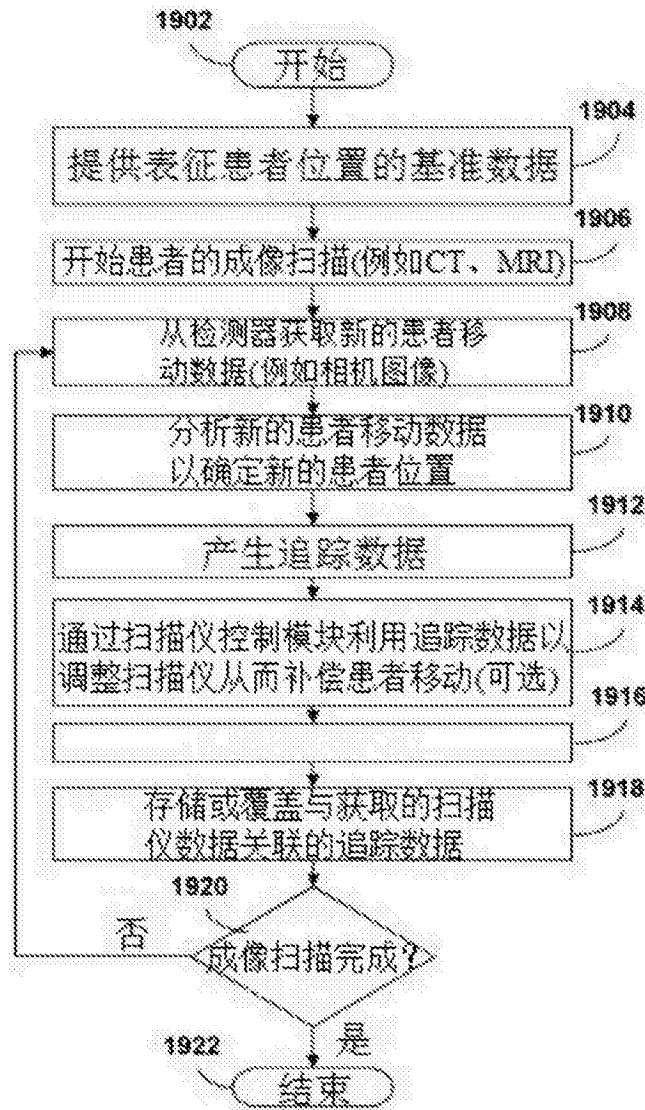 1902
开始
1904
提供表征患者位置的基准数据
1906
开始患者的成像扫描(例如CT、MRI)
1908
从检测器获取新的患者移
动数据(例如相机图像)
1910
分析新的患者移动数据
以确定新的患者位置
1912
产生追踪数据
1914
通过扫描仪控制模块利用追踪数据以
调整扫描仪从而补偿患者移动(可选)
1916
1918
存储或覆盖与获取的扫描
仪数据关联的追踪数据
1920
否
成像扫描完成?
是
1922
结束